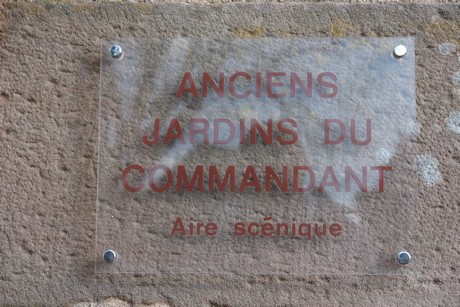 ANCIENS
JARDINS DU
COMMANDANT
Aire scénique